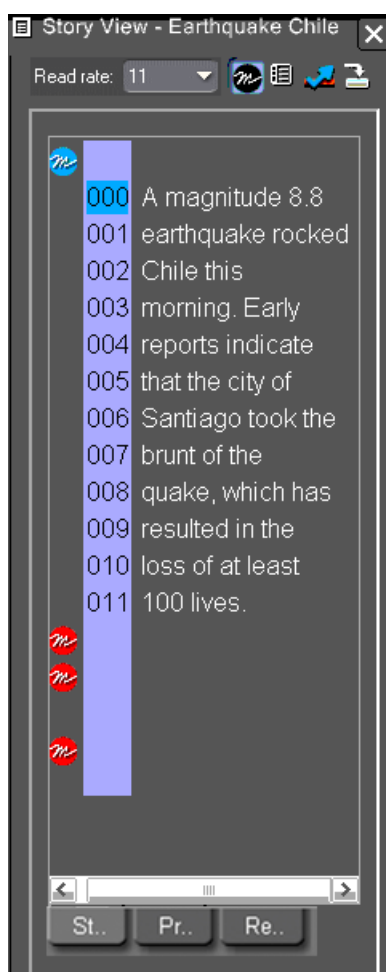 Story View - Earthquake Chile
Read rate: 11
000 A magnitude 8.8
001 earthquake rocked
002 Chile this
003 morning. Early
004 reports indicate
005 that the city of
006 Santiago took the
007 brunt of the
008 quake, which has
009 resulted in the
010 loss of at least
011 100 lives.
St.. Pr.. Re..